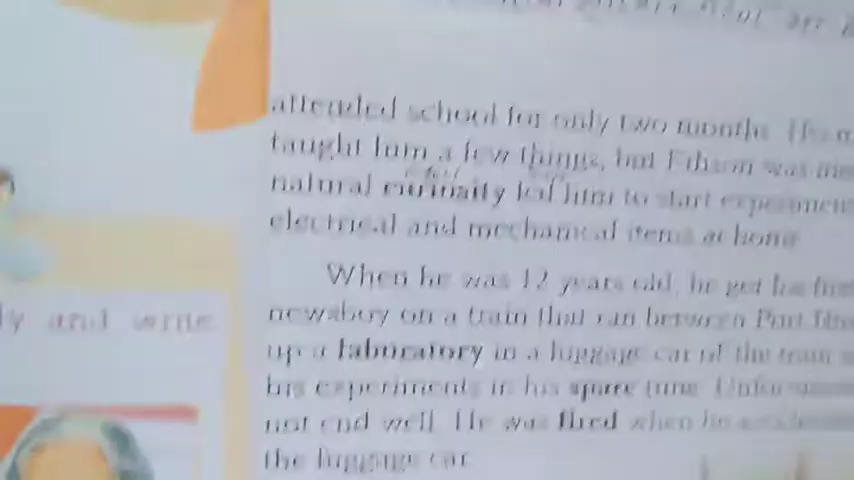 attended school for only two months. His
taught him a few things, but Edison was
natural curiosity led him to start
electrical and mechanical items at home
When he was 12 years old, he got his first
newsboy on a train that ran between Port
up a laboratory in a luggage car of the train
his experiments in his spare time.
not end well. He was fired when he
the luggage car
and write